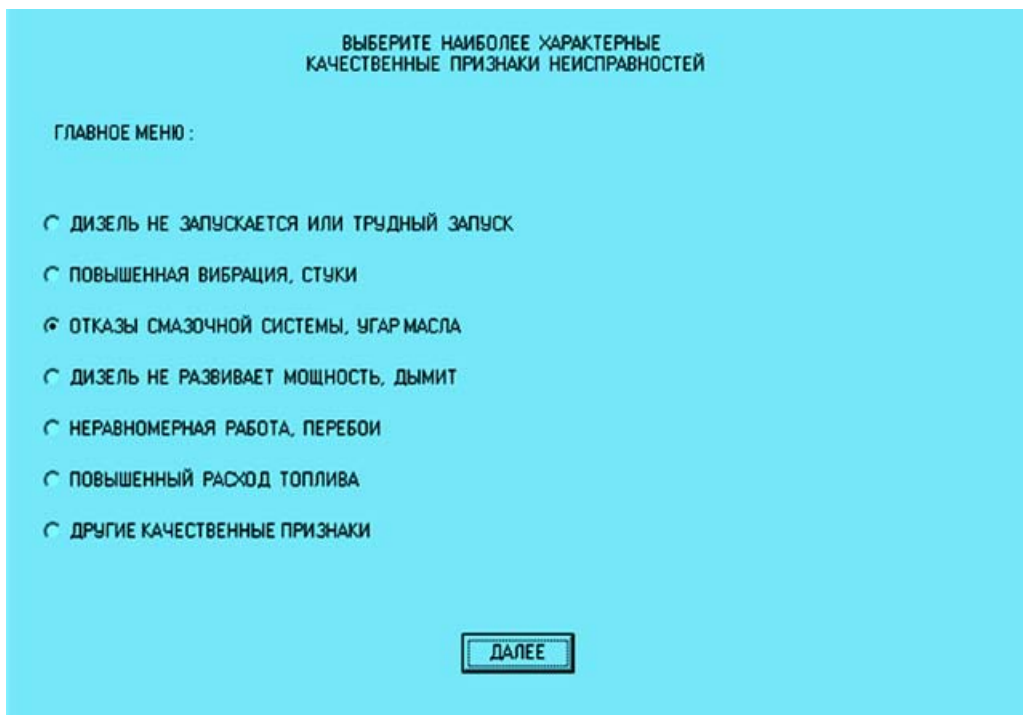 ВЫБЕРИТЕ НАИБОЛЕЕ ХАРАКТЕРНЫЕ
КАЧЕСТВЕННЫЕ ПРИЗНАКИ НЕИСПРАВНОСТЕЙ
ГЛАВНОЕ МЕНЮ :
ДИЗЕЛЬ НЕ ЗАПУСКАЕТСЯ ИЛИ ТРУДНЫЙ ЗАПУСК
ПОВЫШЕННАЯ ВИБРАЦИЯ, СТУКИ
ОТКАЗЫ СМАЗОЧНОЙ СИСТЕМЫ, УГАР МАСЛА
ДИЗЕЛЬ НЕ РАЗВИВАЕТ МОЩНОСТЬ, ДЫМИТ
НЕРАВНОМЕРНАЯ РАБОТА, ПЕРЕБОИ
ПОВЫШЕННЫЙ РАСХОД ТОПЛИВА
ДРУГИЕ КАЧЕСТВЕННЫЕ ПРИЗНАКИ
ДАЛЕЕ